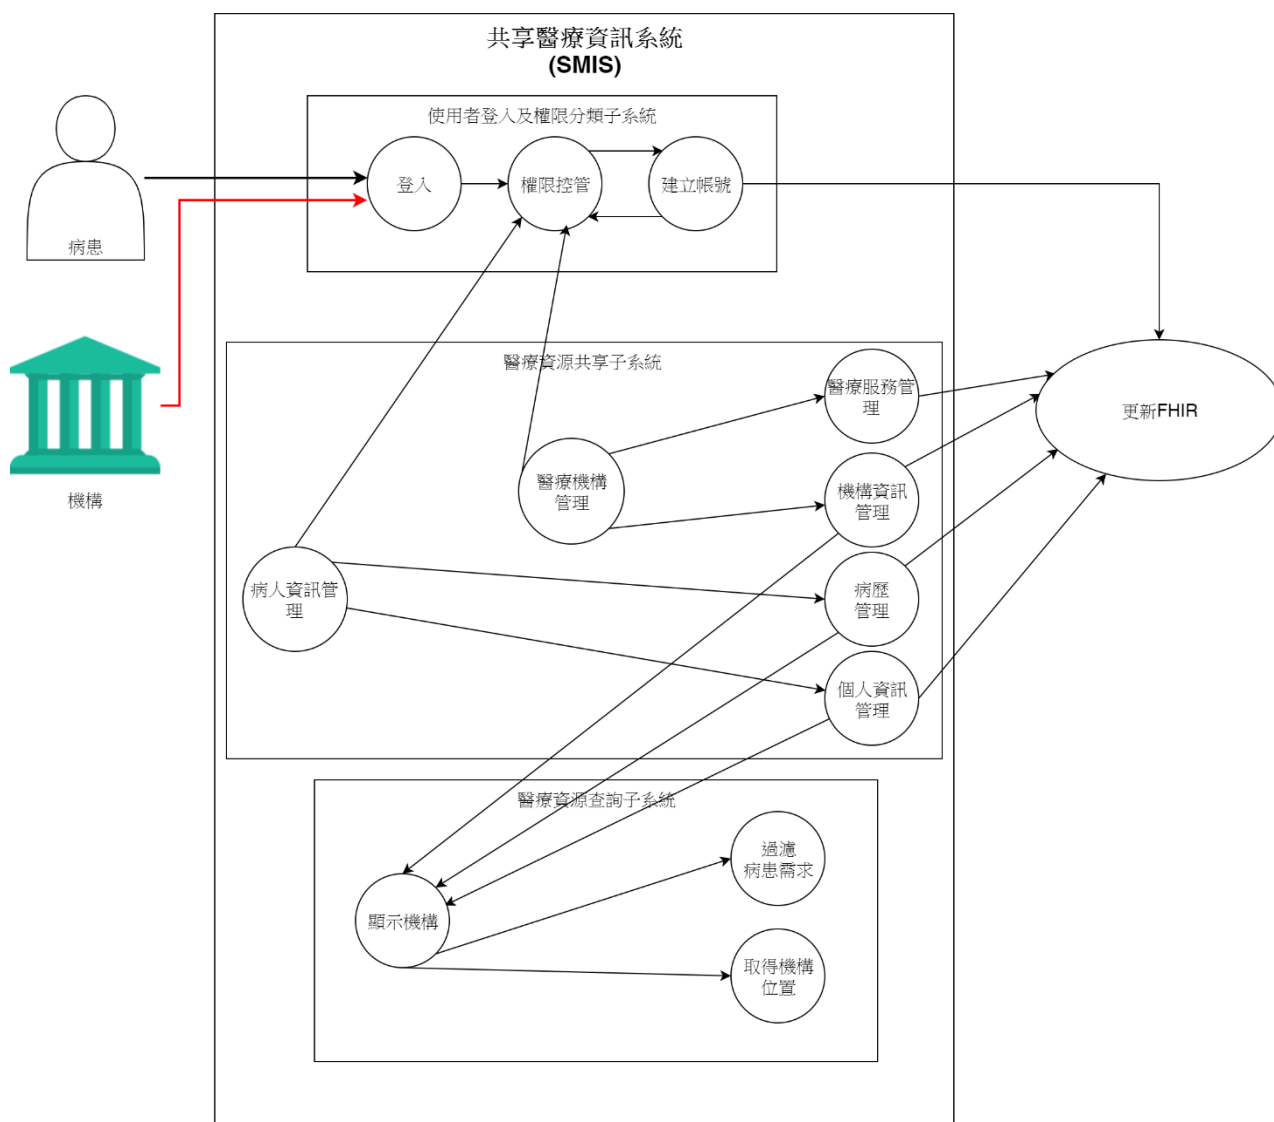 共享醫療資訊系統
(SMIS)
使用者登入及權限分類子系統
登入
權限控管
建立帳號
病患
機構
醫療資源共享子系統
醫療服務管
理
更新FHIR
醫療機構
管理
機構資訊
管理
病人資訊管
理
病歷
管理
個人資訊
管理
醫療資源查詢子系統
過濾
病患需求
顯示機構
取得機構
位置